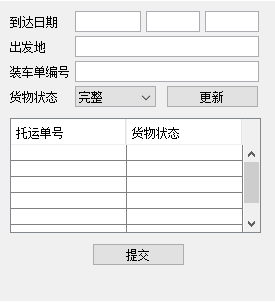 到达日期
出发地
装车单编号
货物状态 完整 更新
托运单号 货物状态
提交